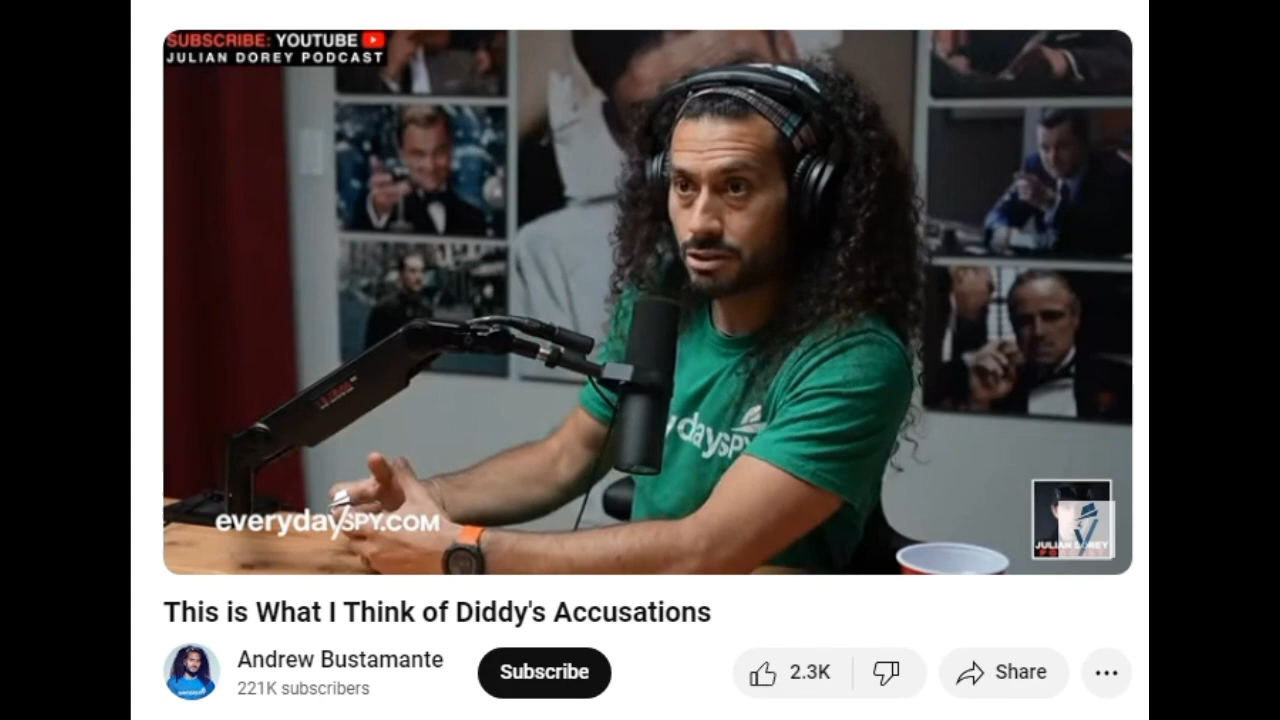 SUBSCRIBE: YOUTUBE
JULIAN DOREY PODCAST
daySPY
everydaySPY.COM
JULIAN DOREY
This is What I Think of Diddy's Accusations
Andrew Bustamante
221K subscribers
Subscribe
2.3K
Share